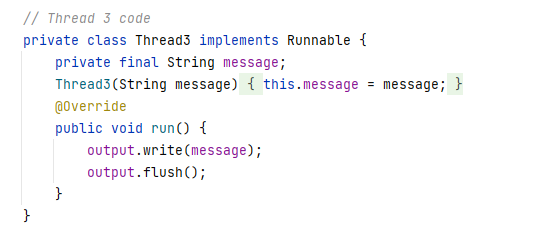 // Thread 3 code
private class Thread3 implements Runnable {
private final String message;
Thread3(String message) { this.message = message; }
@Override
public void run() {
output.write(message);
output.flush();
}
}